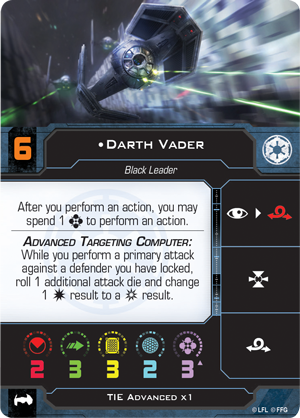 6
•Darth Vader
Black Leader
After you perform an action, you may
spend 1 to perform an action.
Advanced Targeting Computer:
While you perform a primary attack
against a defender you have locked,
roll 1 additional attack die and change
1 result to a result.
2 3 3 2 3
TIE Advanced x1
©LFL ©FFG